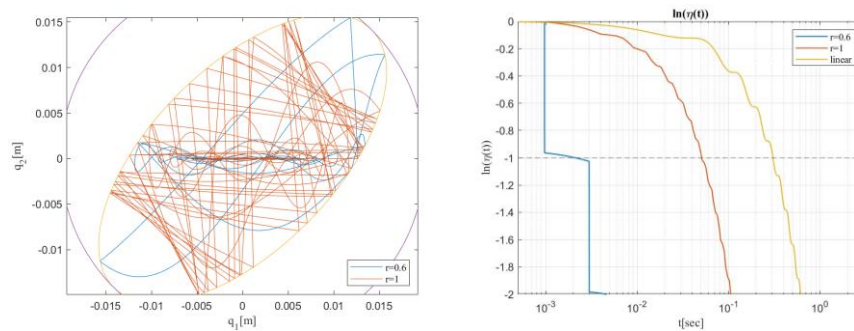 0.015
0.01
0.005
0
-0.005
-0.01
q2[m]
-0.015 -0.01 -0.005 0 0.005 0.01 0.015
q1[m]
r=0.6
r=1
ln(η(t))
0
-0.2
-0.4
-0.6
-0.8
-1
-1.2
-1.4
-1.6
-1.8
-2
ln(η(t))
10-3 10-2 10-1 100
t[sec]
r=0.6
r=1
linear